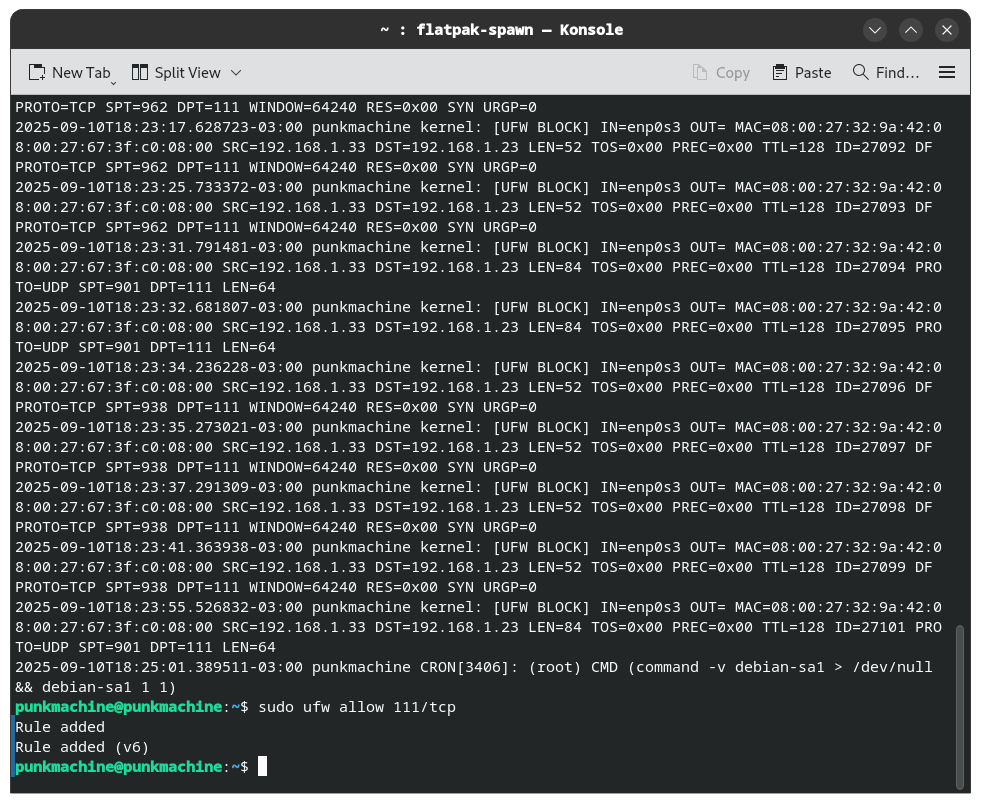 ~ : flatpak-spawn — Konsole
New Tab Split View Copy Paste Find...
PROTO=TCP SPT=962 DPT=111 WINDOW=64240 RES=0x00 SYN URGP=0
2025-09-10T18:23:17.628723-03:00 punkmachine kernel: [UFW BLOCK] IN=enp0s3 OUT= MAC=08:00:27:32:9a:42:0
8:00:27:67:3f:c0:08:00 SRC=192.168.1.33 DST=192.168.1.23 LEN=52 TOS=0x00 PREC=0x00 TTL=128 ID=27092 DF
PROTO=TCP SPT=962 DPT=111 WINDOW=64240 RES=0x00 SYN URGP=0
2025-09-10T18:23:25.733372-03:00 punkmachine kernel: [UFW BLOCK] IN=enp0s3 OUT= MAC=08:00:27:32:9a:42:0
8:00:27:67:3f:c0:08:00 SRC=192.168.1.33 DST=192.168.1.23 LEN=52 TOS=0x00 PREC=0x00 TTL=128 ID=27093 DF
PROTO=TCP SPT=962 DPT=111 WINDOW=64240 RES=0x00 SYN URGP=0
2025-09-10T18:23:31.791481-03:00 punkmachine kernel: [UFW BLOCK] IN=enp0s3 OUT= MAC=08:00:27:32:9a:42:0
8:00:27:67:3f:c0:08:00 SRC=192.168.1.33 DST=192.168.1.23 LEN=84 TOS=0x00 PREC=0x00 TTL=128 ID=27094 PRO
TO=UDP SPT=901 DPT=111 LEN=64
2025-09-10T18:23:32.681807-03:00 punkmachine kernel: [UFW BLOCK] IN=enp0s3 OUT= MAC=08:00:27:32:9a:42:0
8:00:27:67:3f:c0:08:00 SRC=192.168.1.33 DST=192.168.1.23 LEN=84 TOS=0x00 PREC=0x00 TTL=128 ID=27095 PRO
TO=UDP SPT=901 DPT=111 LEN=64
2025-09-10T18:23:34.236228-03:00 punkmachine kernel: [UFW BLOCK] IN=enp0s3 OUT= MAC=08:00:27:32:9a:42:0
8:00:27:67:3f:c0:08:00 SRC=192.168.1.33 DST=192.168.1.23 LEN=52 TOS=0x00 PREC=0x00 TTL=128 ID=27096 DF
PROTO=TCP SPT=938 DPT=111 WINDOW=64240 RES=0x00 SYN URGP=0
2025-09-10T18:23:35.273021-03:00 punkmachine kernel: [UFW BLOCK] IN=enp0s3 OUT= MAC=08:00:27:32:9a:42:0
8:00:27:67:3f:c0:08:00 SRC=192.168.1.33 DST=192.168.1.23 LEN=52 TOS=0x00 PREC=0x00 TTL=128 ID=27097 DF
PROTO=TCP SPT=938 DPT=111 WINDOW=64240 RES=0x00 SYN URGP=0
2025-09-10T18:23:37.291309-03:00 punkmachine kernel: [UFW BLOCK] IN=enp0s3 OUT= MAC=08:00:27:32:9a:42:0
8:00:27:67:3f:c0:08:00 SRC=192.168.1.33 DST=192.168.1.23 LEN=52 TOS=0x00 PREC=0x00 TTL=128 ID=27098 DF
PROTO=TCP SPT=938 DPT=111 WINDOW=64240 RES=0x00 SYN URGP=0
2025-09-10T18:23:41.363938-03:00 punkmachine kernel: [UFW BLOCK] IN=enp0s3 OUT= MAC=08:00:27:32:9a:42:0
8:00:27:67:3f:c0:08:00 SRC=192.168.1.33 DST=192.168.1.23 LEN=52 TOS=0x00 PREC=0x00 TTL=128 ID=27099 DF
PROTO=TCP SPT=938 DPT=111 WINDOW=64240 RES=0x00 SYN URGP=0
2025-09-10T18:23:55.526832-03:00 punkmachine kernel: [UFW BLOCK] IN=enp0s3 OUT= MAC=08:00:27:32:9a:42:0
8:00:27:67:3f:c0:08:00 SRC=192.168.1.33 DST=192.168.1.23 LEN=84 TOS=0x00 PREC=0x00 TTL=128 ID=27101 PRO
TO=UDP SPT=901 DPT=111 LEN=64
2025-09-10T18:25:01.389511-03:00 punkmachine CRON[3406]: (root) CMD (command -v debian-sa1 > /dev/null
&& debian-sa1 1 1)
punkmachine@punkmachine:~$ sudo ufw allow 111/tcp
Rule added
Rule added (v6)
punkmachine@punkmachine:~$